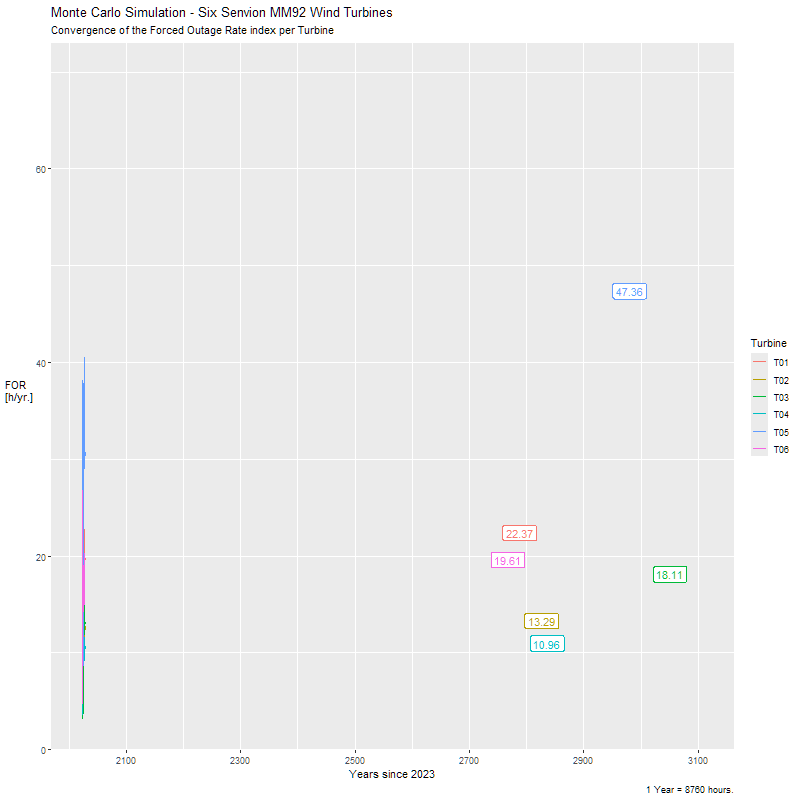 Monte Carlo Simulation - Six Senvion MM92 Wind Turbines
Convergence of the Forced Outage Rate index per Turbine
60
47.36
40
FOR
[h/yr.]
Turbine
T01
T02
T03
T04
T05
T06
22.37
20
19.61
18.11
13.29
10.96
0
2100
2300
2500
2700
2900
3100
Years since 2023
1 Year = 8760 hours.